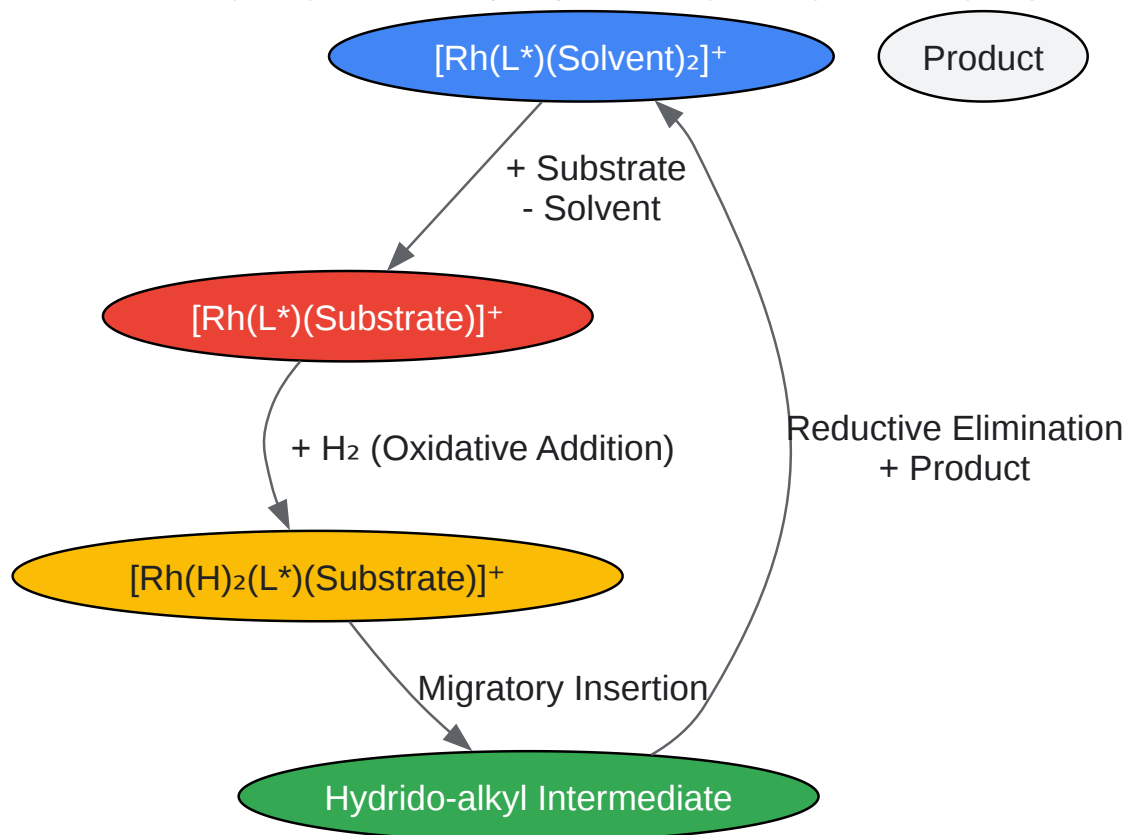 [Rh(L*)(Solvent)₂]⁺
Product
+ Substrate
- Solvent
[Rh(L*)(Substrate)]⁺
+ H₂ (Oxidative Addition)
Reductive Elimination
+ Product
[Rh(H)₂(L*)(Substrate)]⁺
Migratory Insertion
Hydrido-alkyl Intermediate